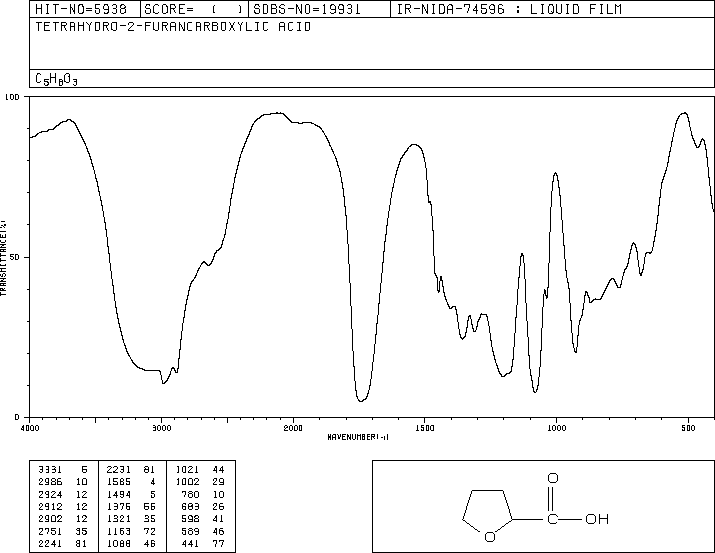 HIT-NO=5938 SCORE= ( ) SDBS-NO=19931 IR-NIDA-74596 : LIQUID FILM
TETRAHYDRO-2-FURANCARBOXYLIC ACID
C5H8O3
100
50
0
TRANSMITTANCE(%)
4000 3000 2000 1500 1000 500
WAVENUMBER(-1)
3331 6 2231 81 1021 44
2986 10 1585 4 1002 29
2924 12 1494 5 780 10
2912 12 1376 66 689 26
2902 12 1321 35 598 41
2751 35 1163 72 589 46
2241 81 1088 46 441 77
O
C OH
O